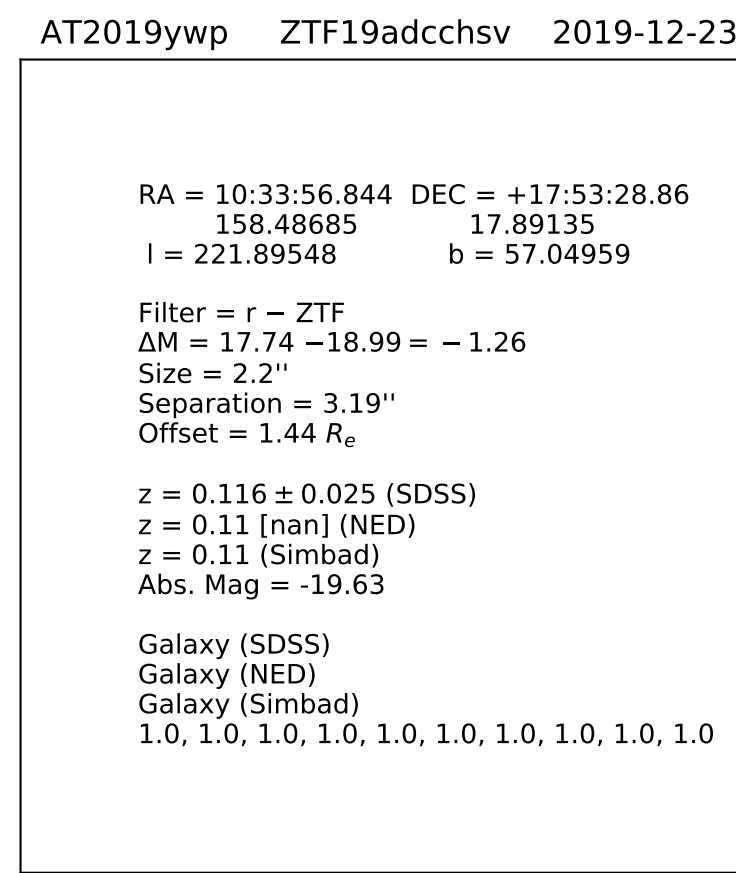 AT2019ywp ZTF19adcchsv 2019-12-23
RA = 10:33:56.844 DEC = +17:53:28.86
158.48685 17.89135
l = 221.89548 b = 57.04959
Filter = r − ZTF
ΔM = 17.74 −18.99 = − 1.26
Size = 2.2''
Separation = 3.19''
Offset = 1.44 Re
z = 0.116 ± 0.025 (SDSS)
z = 0.11 [nan] (NED)
z = 0.11 (Simbad)
Abs. Mag = -19.63
Galaxy (SDSS)
Galaxy (NED)
Galaxy (Simbad)
1.0, 1.0, 1.0, 1.0, 1.0, 1.0, 1.0, 1.0, 1.0, 1.0